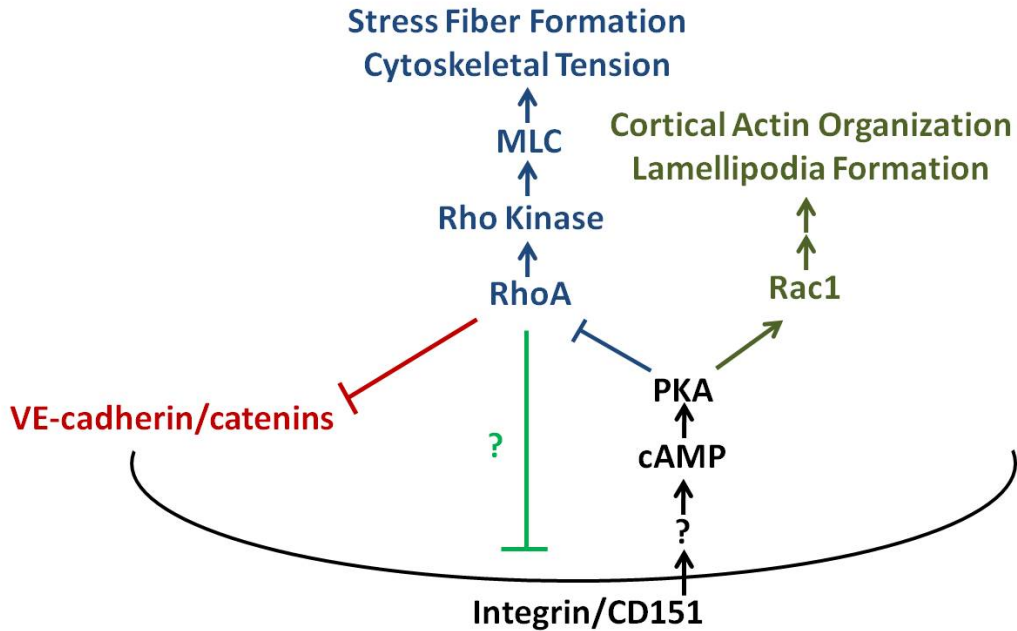 Stress Fiber Formation
Cytoskeletal Tension
MLC
Cortical Actin Organization
Lamellipodia Formation
Rho Kinase
RhoA
Rac1
PKA
VE-cadherin/catenins
?
cAMP
?
Integrin/CD151